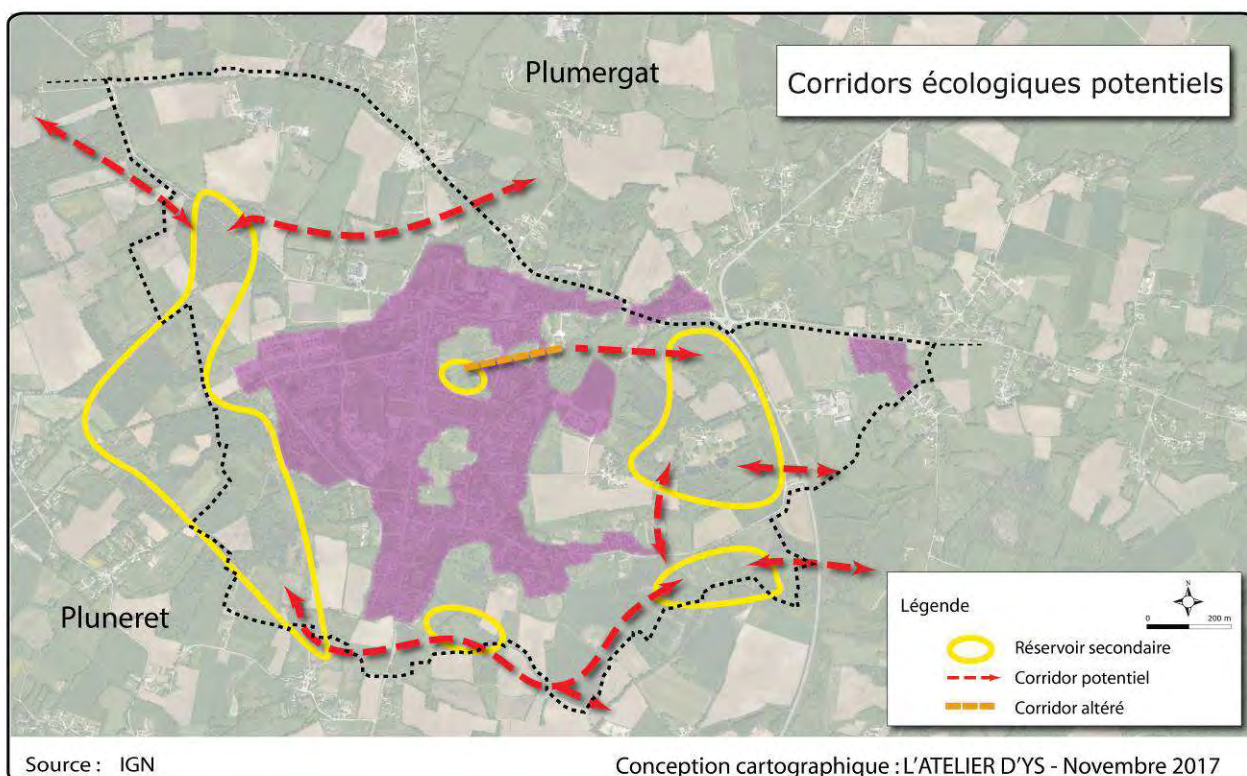 Plumergat
Corridors écologiques potentiels
Pluneret
Légende
N
0 200 m
Réservoir secondaire
Corridor potentiel
Corridor altéré
Source : IGN
Conception cartographique : L'ATELIER D'YS - Novembre 2017